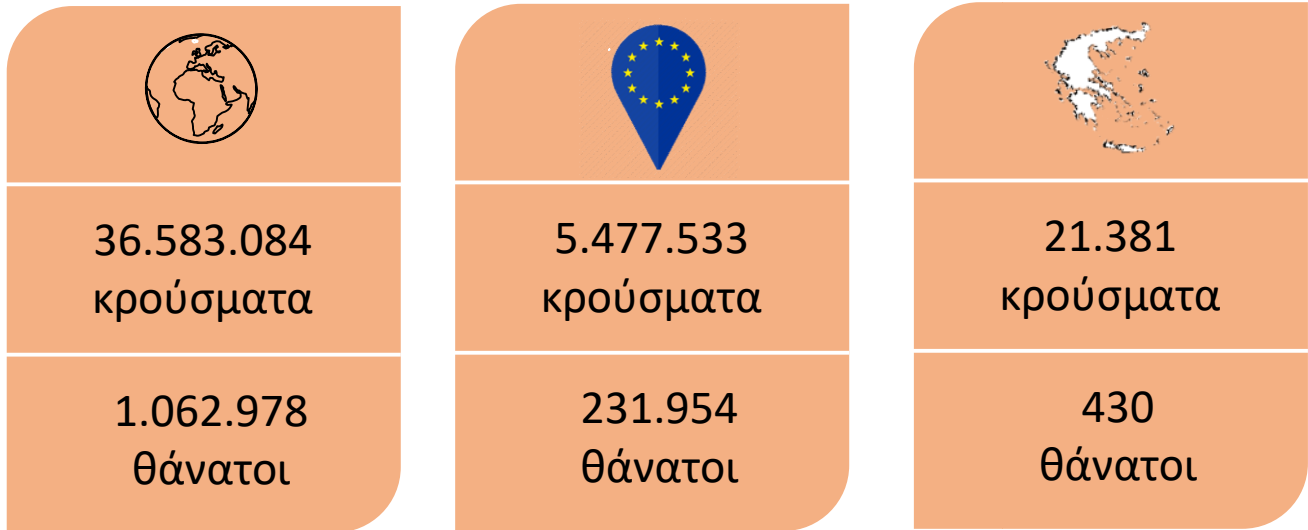 36.583.084
κρούσματα
1.062.978
θάνατοι
5.477.533
κρούσματα
231.954
θάνατοι
21.381
κρούσματα
430
θάνατοι